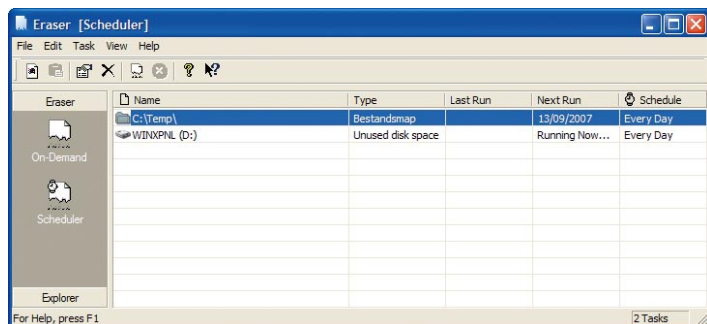 Eraser [Scheduler]
File Edit Task View Help
Eraser
Name Type Last Run Next Run Schedule
C:\Temp\ Bestandsmap 13/09/2007 Every Day
WINXPNL (D:) Unused disk space Running Now... Every Day
On-Demand
Scheduler
Explorer
For Help, press F1 2 Tasks